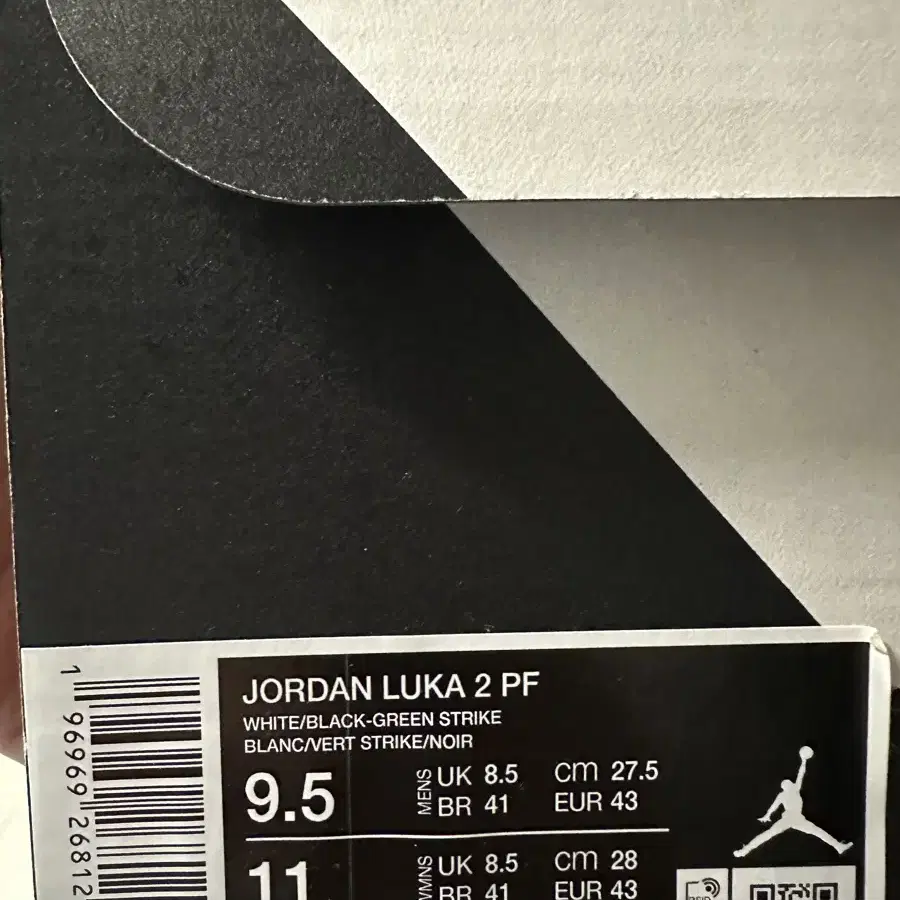 JORDAN LUKA 2 PF
WHITE/BLACK-GREEN STRIKE
BLANC/VERT STRIKE/NOIR
9.5 MENS UK 8.5 cm 27.5
BR 41 EUR 43
11 W/WMNS UK 8.5 cm 28
BR 41 EUR 43
RFID
1 96969 26812